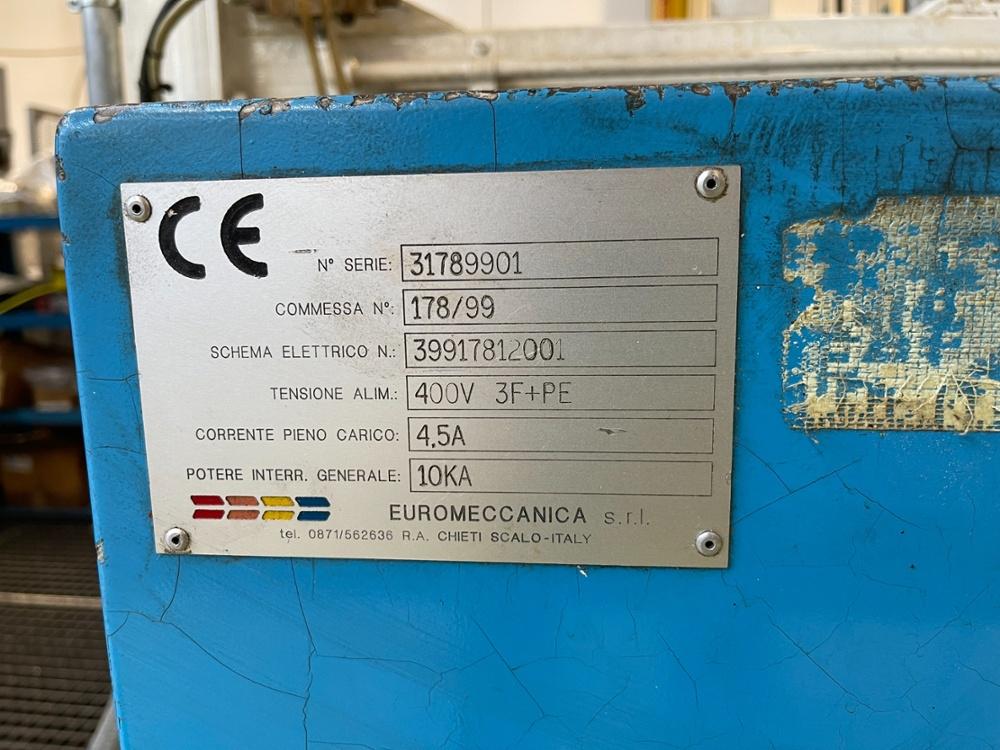 CE
N° SERIE: 31789901
COMMESSA N°: 178/99
SCHEMA ELETTRICO N.: 39917812001
TENSIONE ALIM.: 400V 3F+PE
CORRENTE PIENO CARICO: 4,5A
POTERE INTERR. GENERALE: 10KA
EUROMECCANICA s.r.l.
tel. 0871/562636 R.A. CHIETI SCALO-ITALY